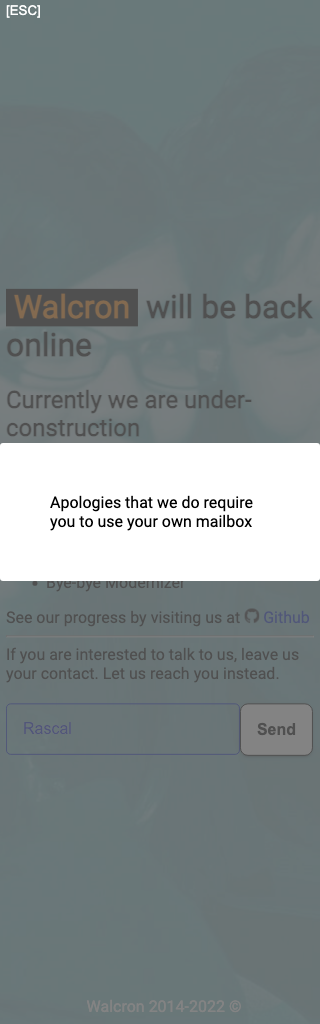 [ESC]
Walcron will be back
online
Currently we are under-
construction
Apologies that we do require
you to use your own mailbox
Bye-bye Modernizer
See our progress by visiting us at Github
If you are interested to talk to us, leave us
your contact. Let us reach you instead.
Rascal
Send
Walcron 2014-2022 ©